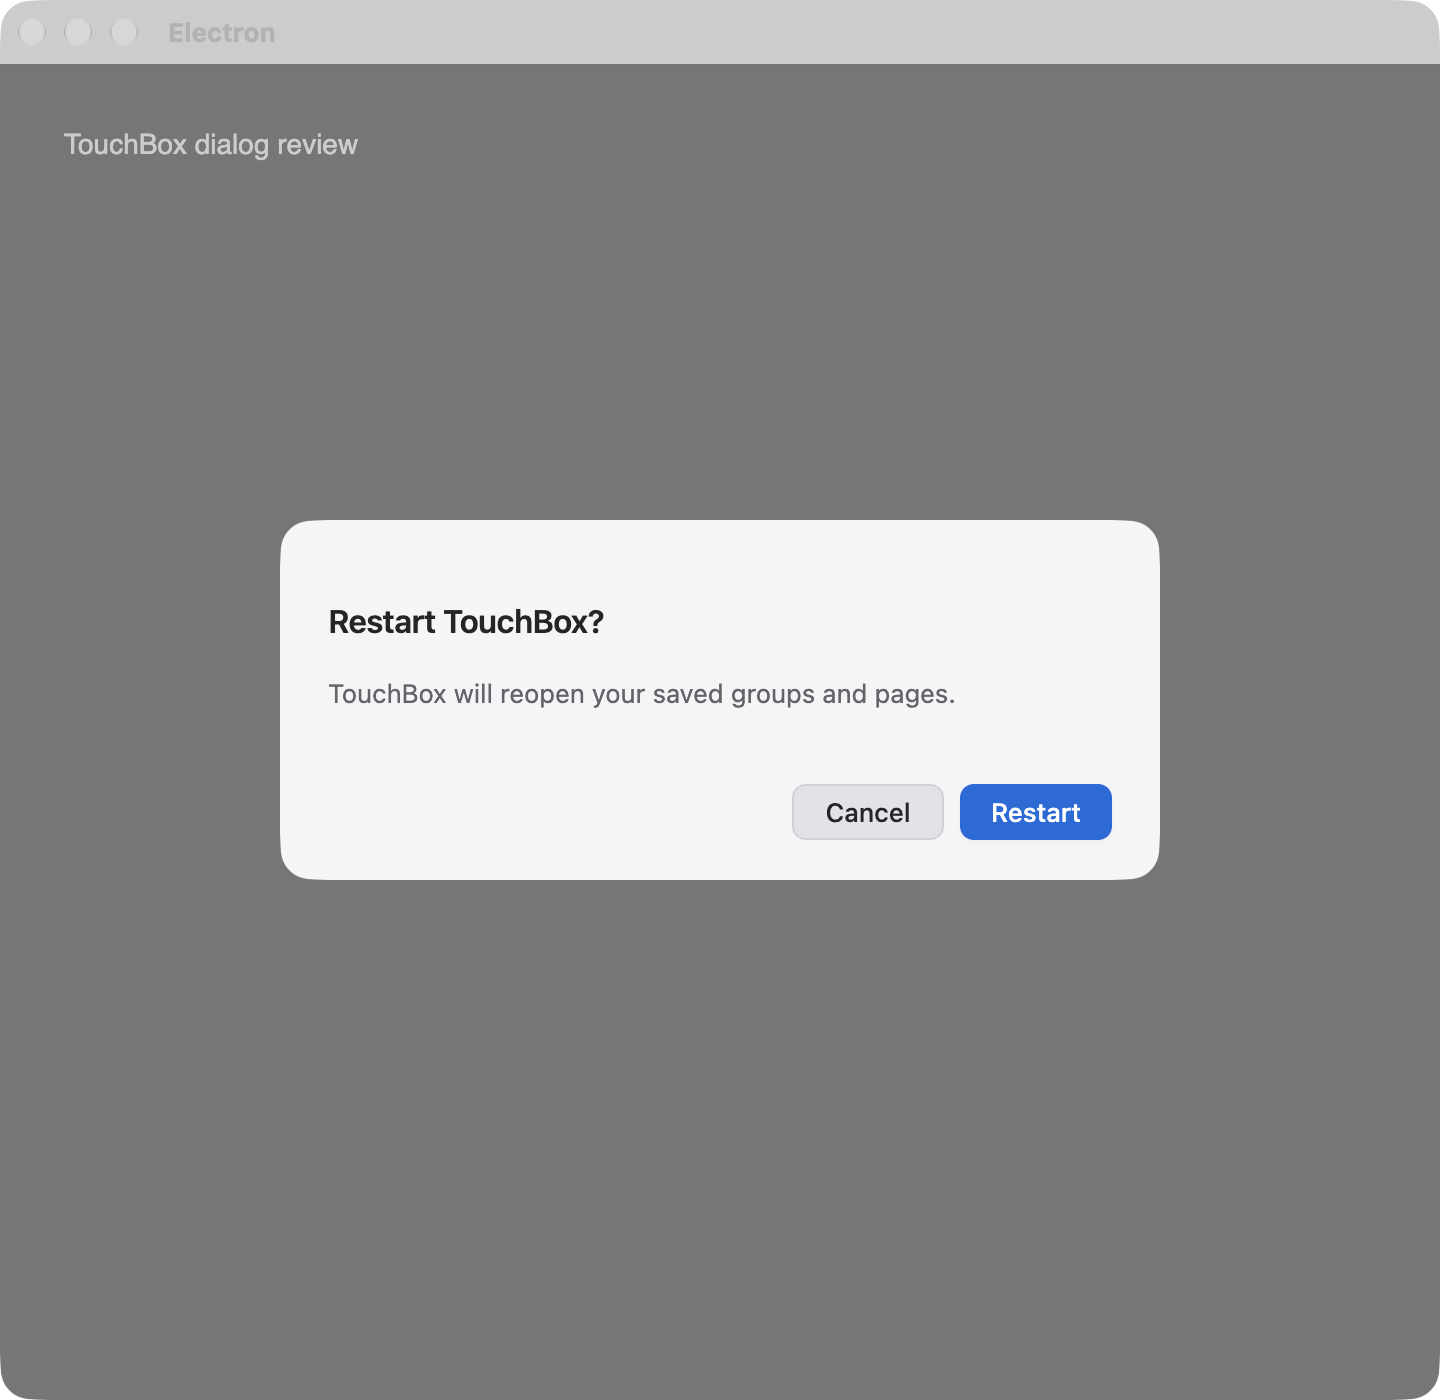 Electron
TouchBox dialog review
Restart TouchBox?
TouchBox will reopen your saved groups and pages.
Cancel
Restart